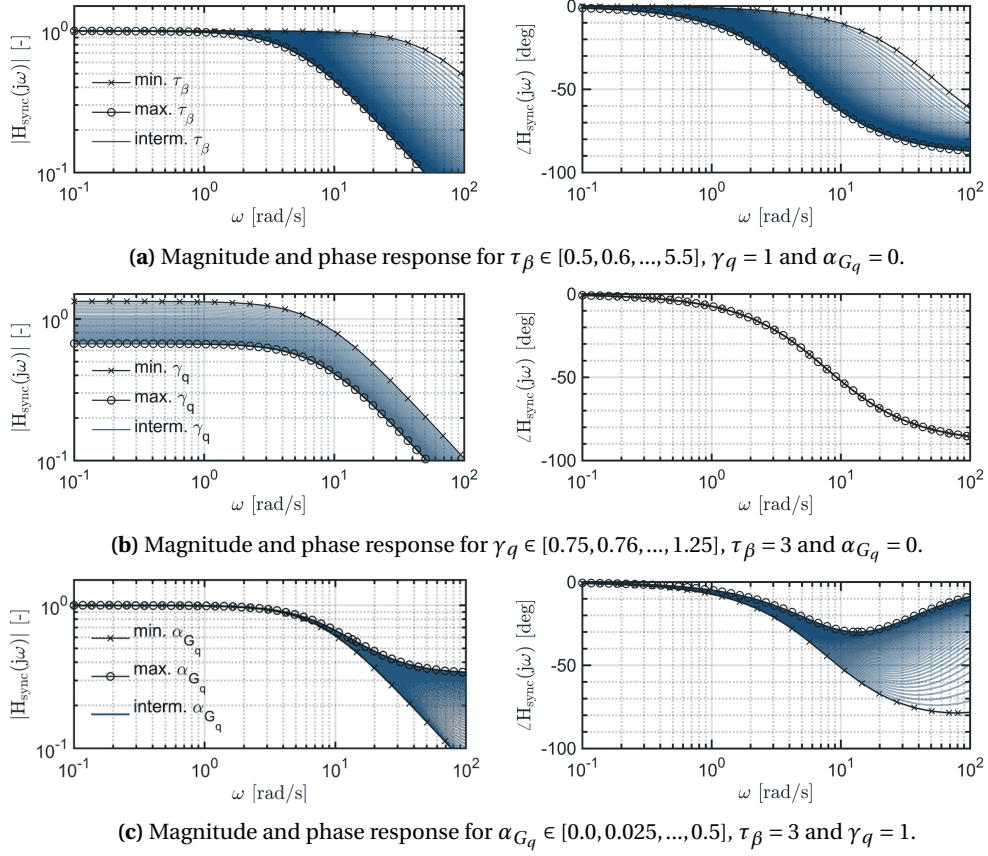 |H_sync(jω)| [-]
10^0
10^-1
min. τ_β
max. τ_β
interm. τ_β
10^-1 10^0 10^1 10^2
ω [rad/s]
∠H_sync(jω) [deg]
0
-50
-100
10^-1 10^0 10^1 10^2
ω [rad/s]
(a) Magnitude and phase response for τ_β ∈ [0.5, 0.6, ..., 5.5], γ_q = 1 and α_{G_q} = 0.
|H_sync(jω)| [-]
10^0
10^-1
min. γ_q
max. γ_q
interm. γ_q
10^-1 10^0 10^1 10^2
ω [rad/s]
∠H_sync(jω) [deg]
0
-50
-100
10^-1 10^0 10^1 10^2
ω [rad/s]
(b) Magnitude and phase response for γ_q ∈ [0.75, 0.76, ..., 1.25], τ_β = 3 and α_{G_q} = 0.
|H_sync(jω)| [-]
10^0
10^-1
min. α_{G_q}
max. α_{G_q}
interm. α_{G_q}
10^-1 10^0 10^1 10^2
ω [rad/s]
∠H_sync(jω) [deg]
0
-50
-100
10^-1 10^0 10^1 10^2
ω [rad/s]
(c) Magnitude and phase response for α_{G_q} ∈ [0.0, 0.025, ..., 0.5], τ_β = 3 and γ_q = 1.